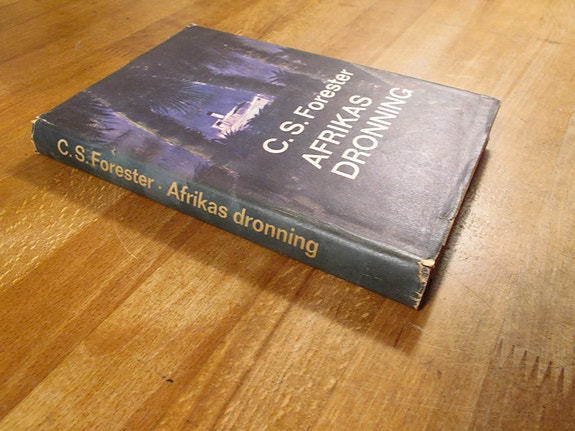 C. S. Forester
AFRIKAS
DRONNING
C. S. Forester · Afrikas dronning